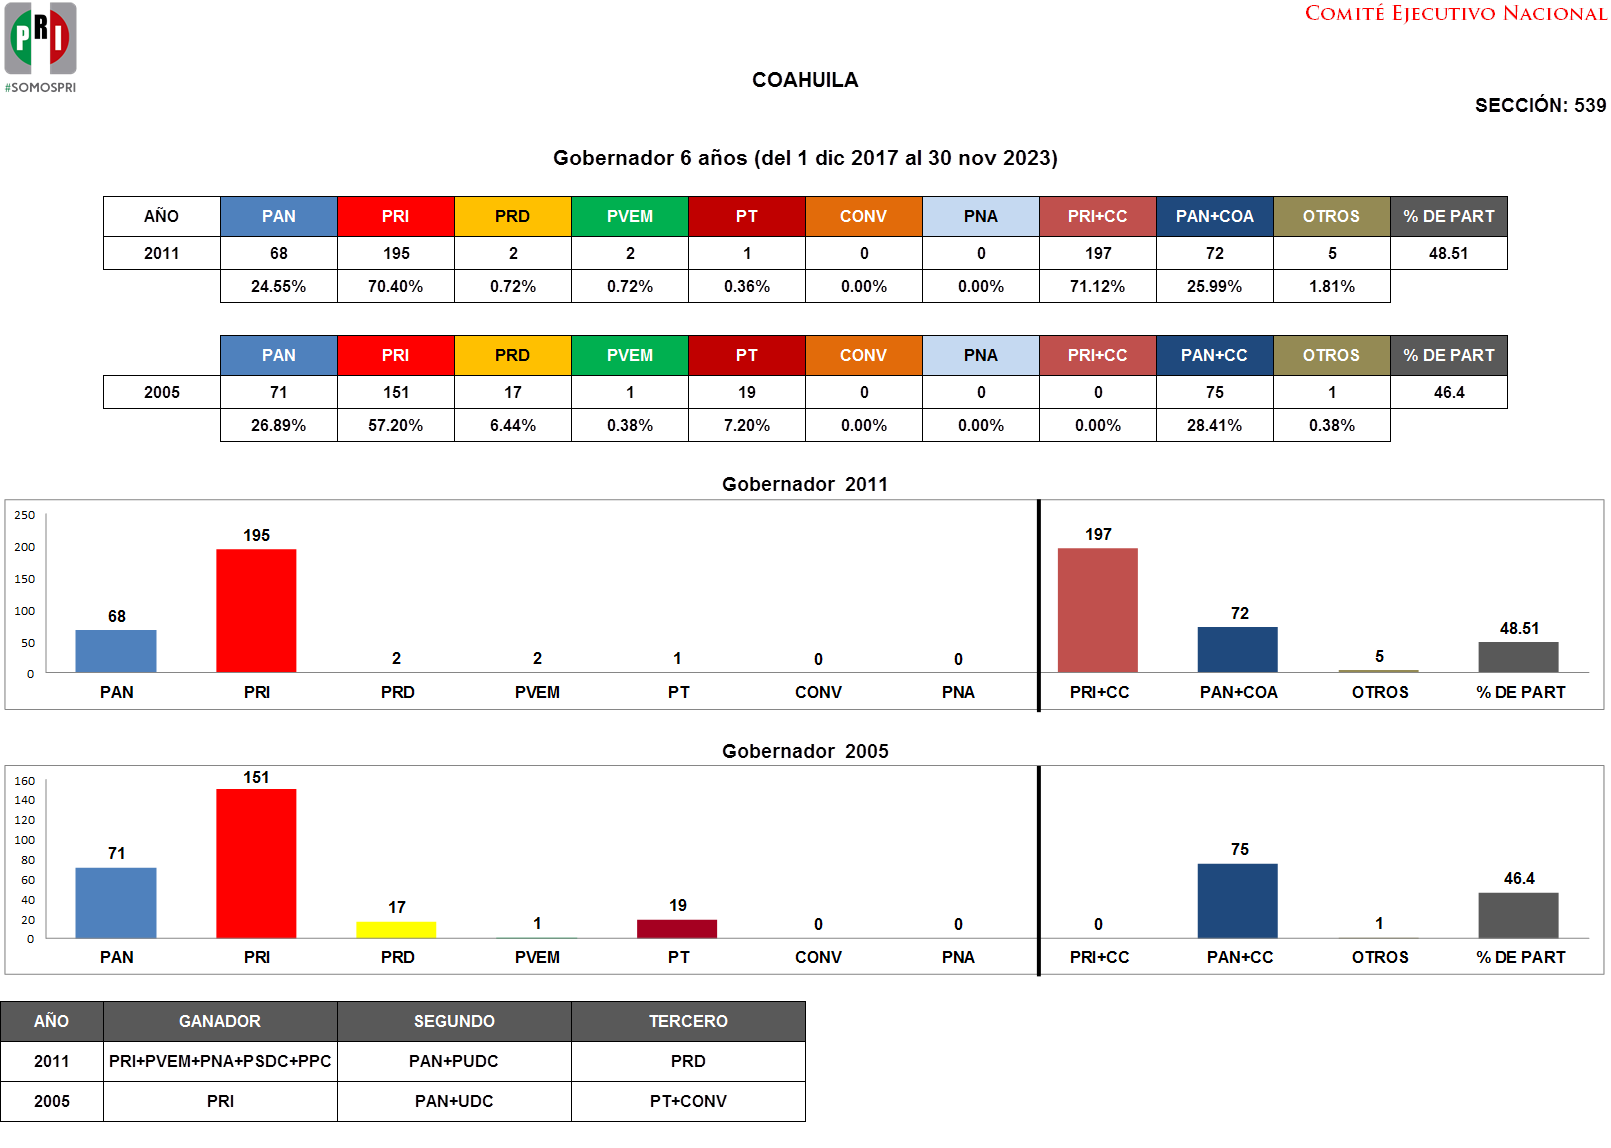 PRI
#SOMOSPRI
COMITÉ EJECUTIVO NACIONAL
COAHUILA
SECCIÓN: 539
Gobernador 6 años (del 1 dic 2017 al 30 nov 2023)
AÑO PAN PRI PRD PVEM PT CONV PNA PRI+CC PAN+COA OTROS % DE PART
2011 68 195 2 2 1 0 0 197 72 5 48.51
24.55% 70.40% 0.72% 0.72% 0.36% 0.00% 0.00% 71.12% 25.99% 1.81%
PAN PRI PRD PVEM PT CONV PNA PRI+CC PAN+CC OTROS % DE PART
2005 71 151 17 1 19 0 0 0 75 1 46.4
26.89% 57.20% 6.44% 0.38% 7.20% 0.00% 0.00% 0.00% 28.41% 0.38%
Gobernador 2011
250
200
150
100
50
0
68 195 2 2 1 0 0 197 72 5 48.51
PAN PRI PRD PVEM PT CONV PNA PRI+CC PAN+COA OTROS % DE PART
Gobernador 2005
160
140
120
100
80
60
40
20
0
71 151 17 1 19 0 0 0 75 1 46.4
PAN PRI PRD PVEM PT CONV PNA PRI+CC PAN+CC OTROS % DE PART
AÑO GANADOR SEGUNDO TERCERO
2011 PRI+PVEM+PNA+PSDC+PPC PAN+PUDC PRD
2005 PRI PAN+UDC PT+CONV